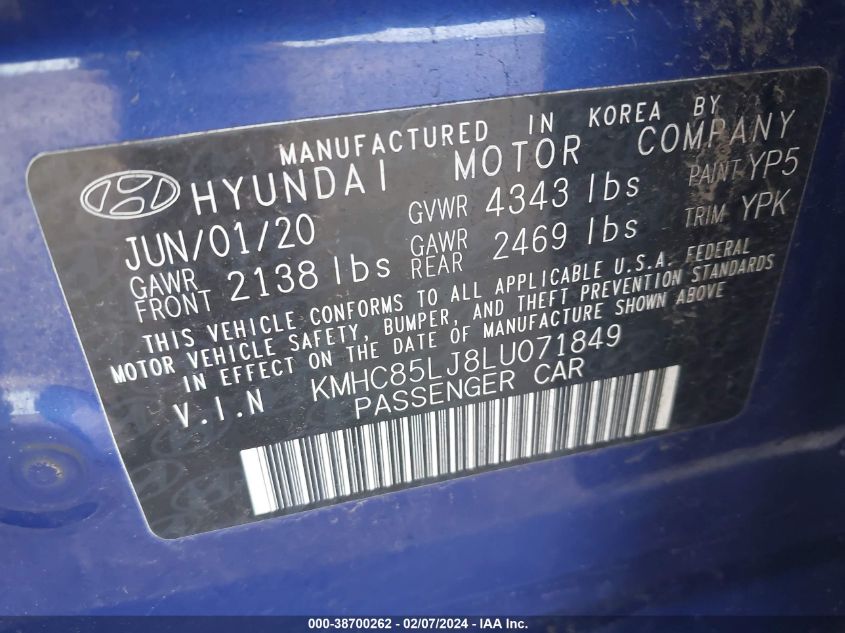 MANUFACTURED IN KOREA BY
HYUNDAI MOTOR COMPANY
JUN/01/20 GVWR 4343 lbs PAINT YP5
GAWR FRONT 2138 lbs GAWR REAR 2469 lbs TRIM YPK
THIS VEHICLE CONFORMS TO ALL APPLICABLE U.S.A. FEDERAL
MOTOR VEHICLE SAFETY, BUMPER, AND THEFT PREVENTION STANDARDS
IN EFFECT ON THE DATE OF MANUFACTURE SHOWN ABOVE
V.I.N KMHC85LJ8LU071849
PASSENGER CAR
000-38700262 - 02/07/2024 - IAA Inc.